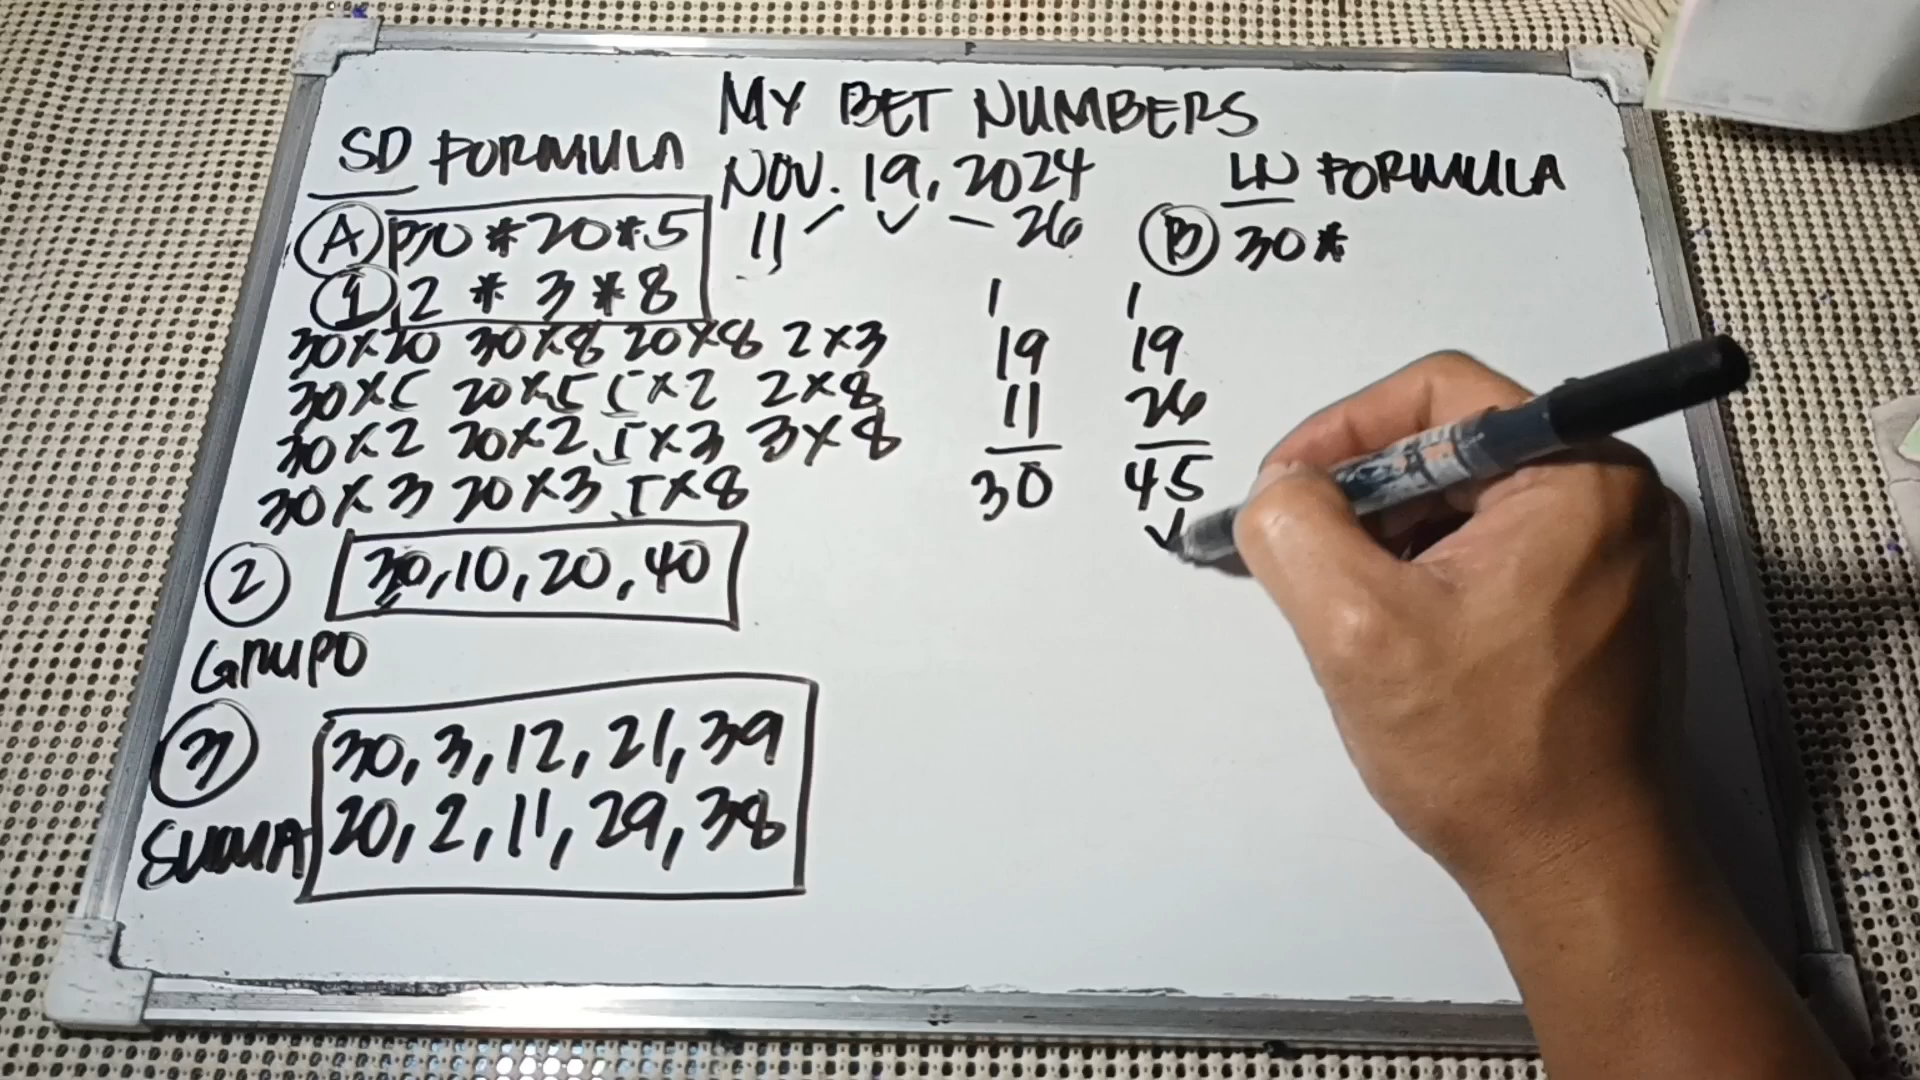 MY BET NUMBERS
NOV. 19, 2024
11 26
SD FORMULA
A 30 * 20 * 5
1 2 * 3 * 8
30 x 20 30 x 8 20 x 8 2 x 3
30 x 5 20 x 5 5 x 2 2 x 8
30 x 2 20 x 2 5 x 3 3 x 8
30 x 3 20 x 3 5 x 8
2 30, 10, 20, 40
GRUPO
3 30, 3, 12, 21, 39
SUMA 20, 2, 11, 29, 38
LN FORMULA
B 30 *
1 1
19 19
11 26
30 45